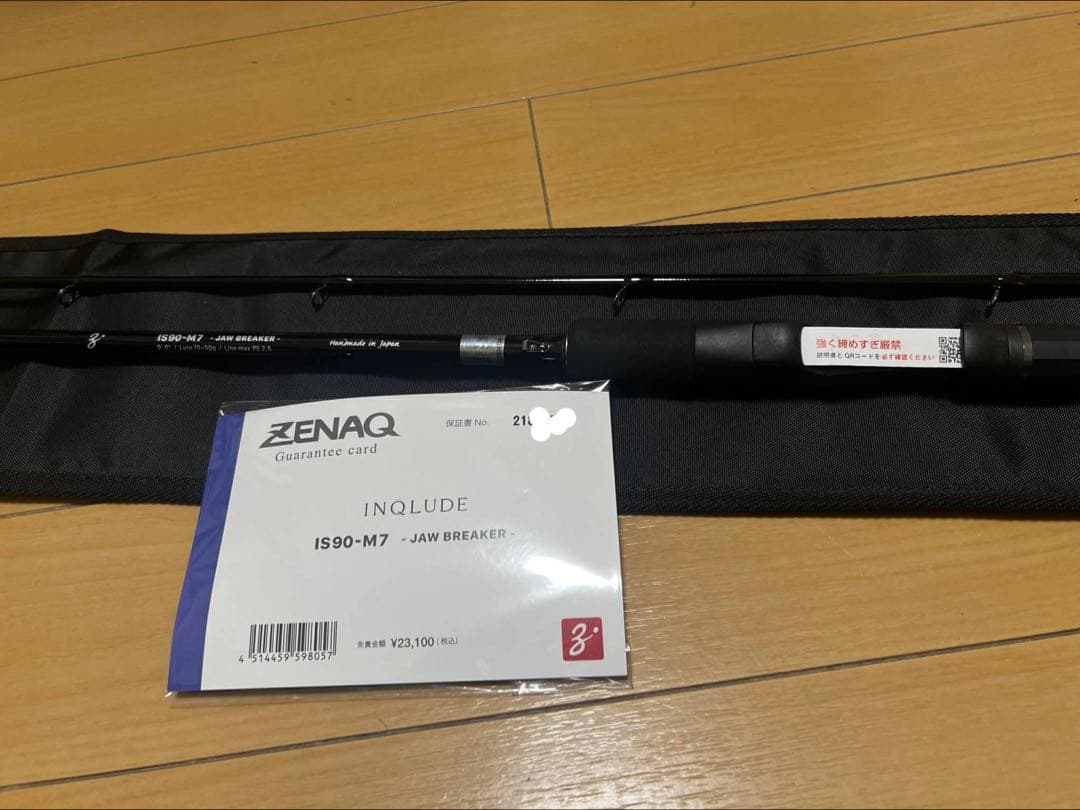 IS90-M7 - JAW BREAKER -
9'0" / Lure 10-50g / Line max PE 2.5
Handmade in Japan
強く締めすぎ厳禁
説明書とQRコードを必ず確認ください
ZENAQ
Guarantee card
保証書 No. 21
INQLUDE
IS90-M7 - JAW BREAKER -
4 514459 598057
免責金額 ¥23,100(税込)